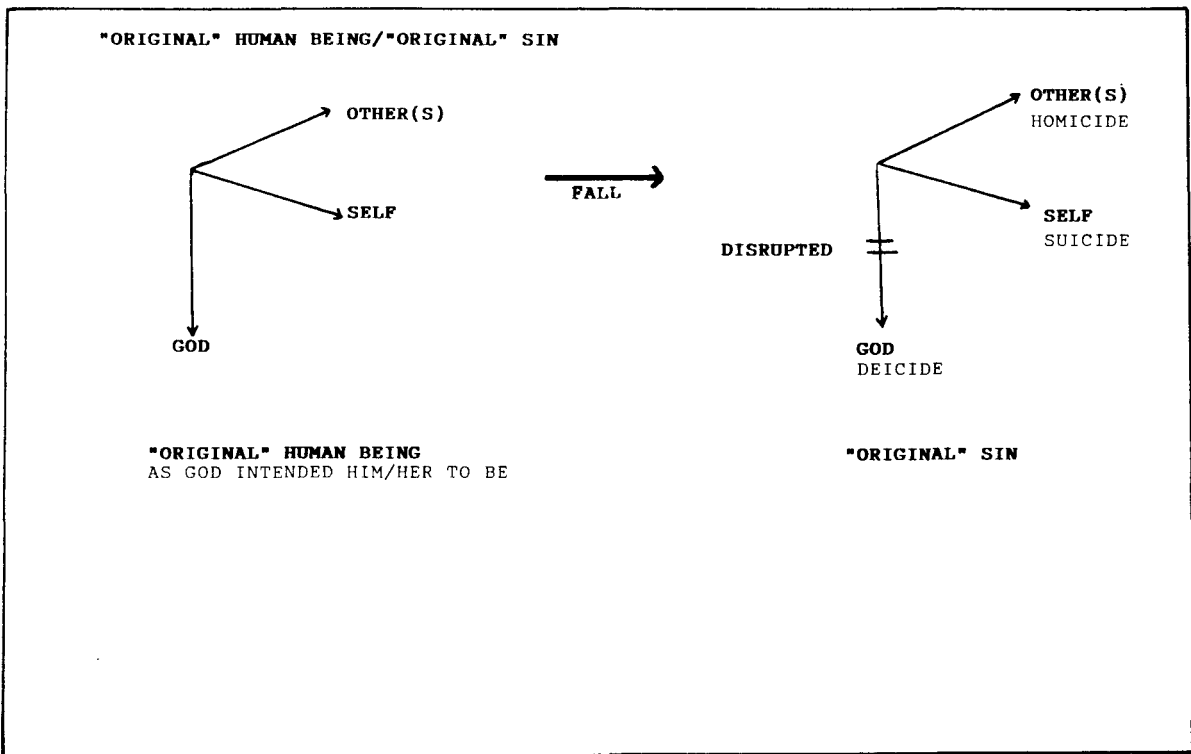 "ORIGINAL" HUMAN BEING/"ORIGINAL" SIN
OTHER(S)
SELF
GOD
FALL
OTHER(S)
HOMICIDE
SELF
SUICIDE
DISRUPTED
GOD
DEICIDE
"ORIGINAL" HUMAN BEING
AS GOD INTENDED HIM/HER TO BE
"ORIGINAL" SIN